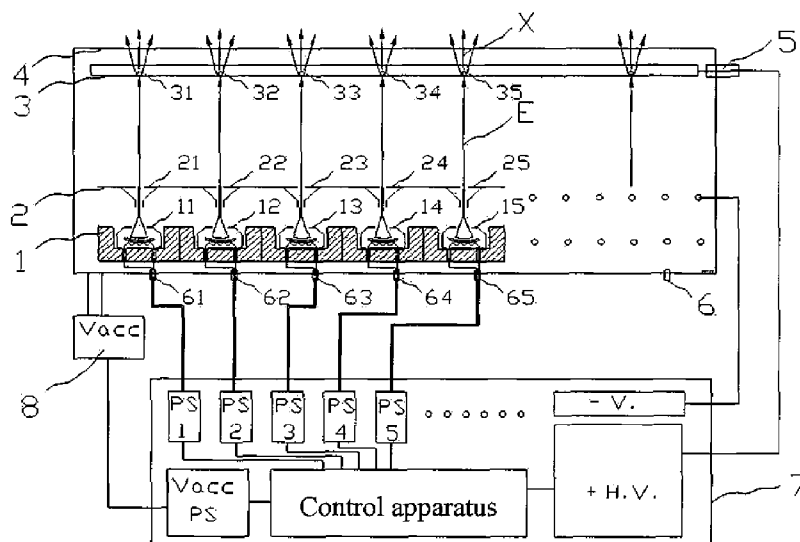 X
4
5
3
31
32
33
34
35
E
21
22
23
24
25
2
11
12
13
14
15
1
61
62
63
64
65
6
Vacc
8
PS 1
PS 2
PS 3
PS 4
PS 5
- V.
Vacc PS
Control apparatus
+ H.V.
7